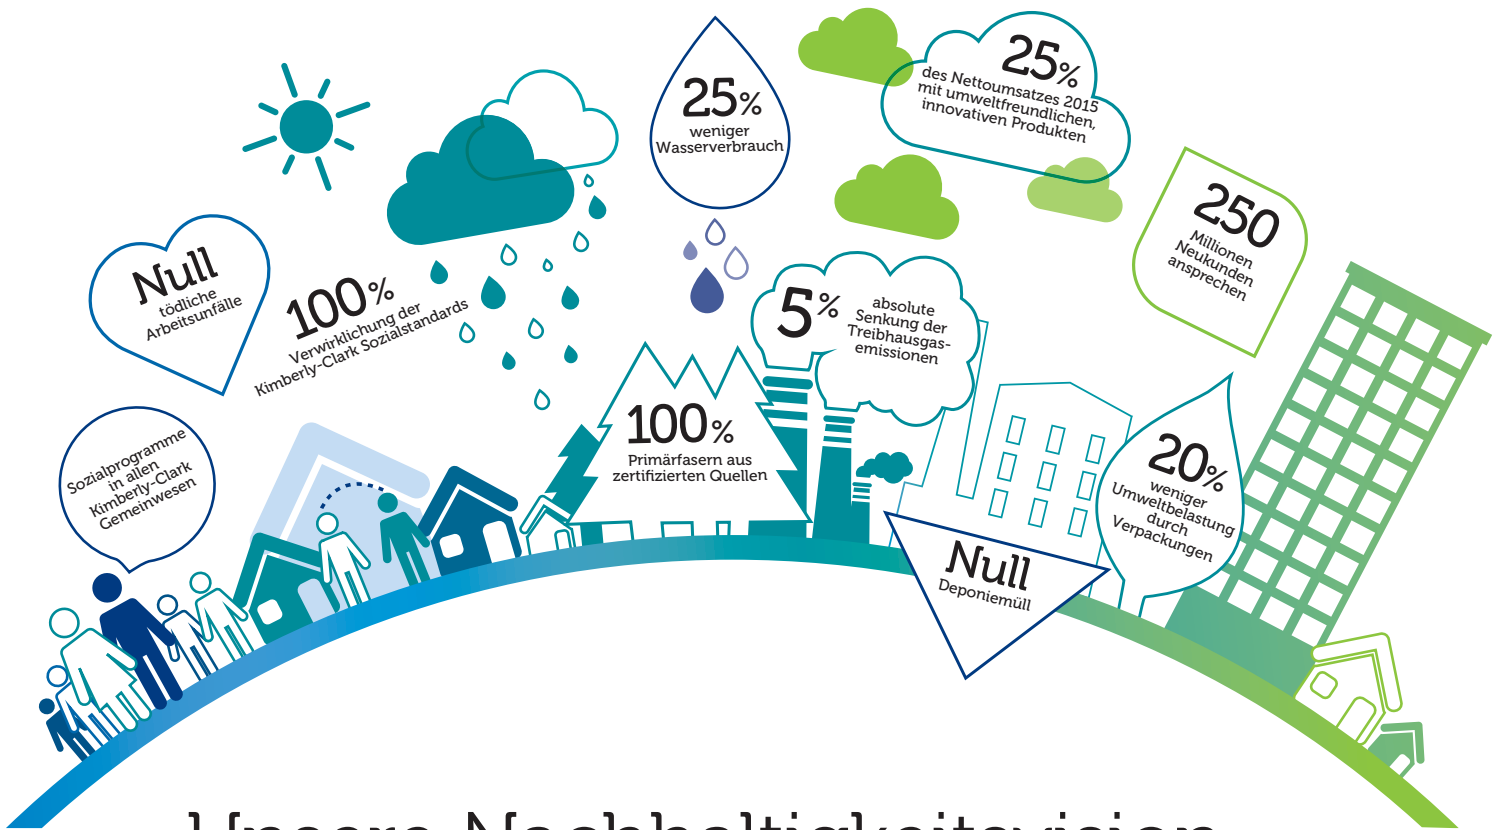 Sozialprogramme
in allen
Kimberly-Clark
Gemeinwesen
Null
tödliche
Arbeitsunfälle
100%
Verwirklichung der
Kimberly-Clark Sozialstandards
25%
weniger
Wasserverbrauch
100%
Primärfasern aus
zertifizierten Quellen
5%
absolute
Senkung der
Treibhausgas-
emissionen
25%
des Nettoumsatzes 2015
mit umweltfreundlichen,
innovativen Produkten
Null
Deponiemüll
20%
weniger
Umweltbelastung
durch
Verpackungen
250
Millionen
Neukunden
ansprechen
Unsere Nachhaltigkeitsvision